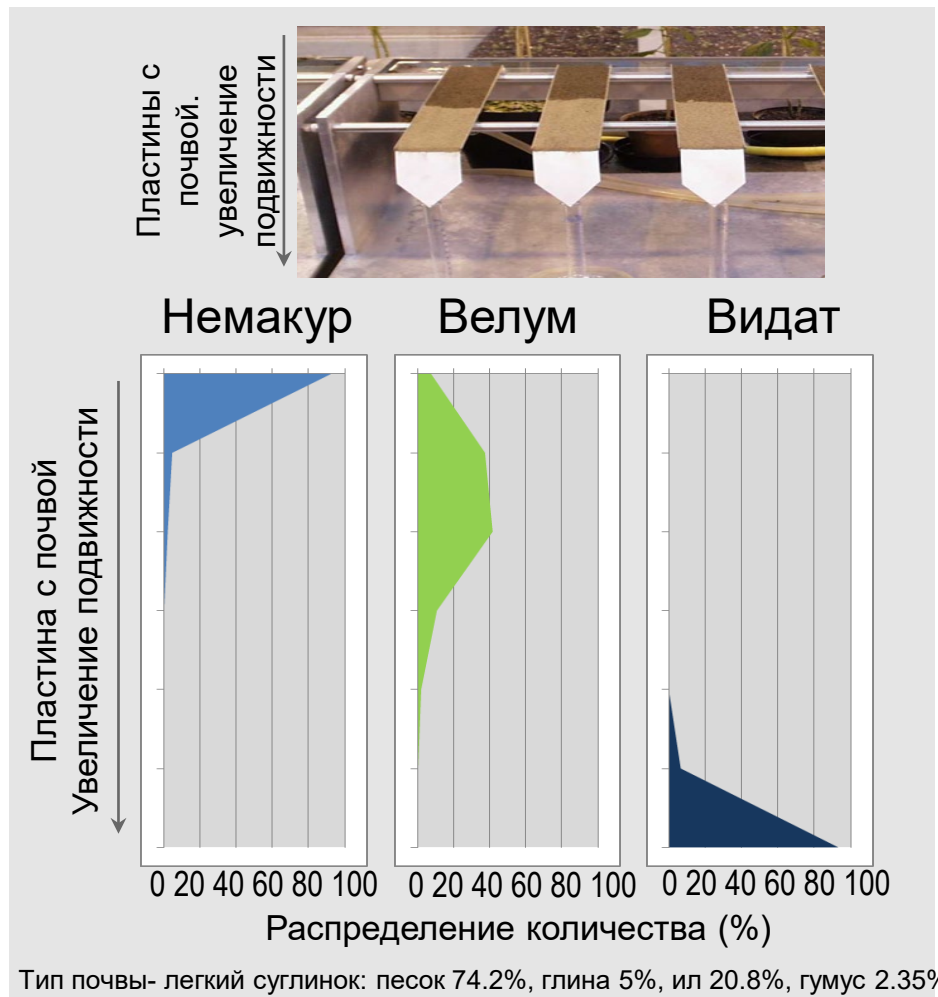 Пластины с
почвой.
увеличение
подвижности
Немакур
Велум
Видат
Пластина с почвой
Увеличение подвижности
0 20 40 60 80 100
0 20 40 60 80 100
0 20 40 60 80 100
Распределение количества (%)
Тип почвы- легкий суглинок: песок 74.2%, глина 5%, ил 20.8%, гумус 2.35%